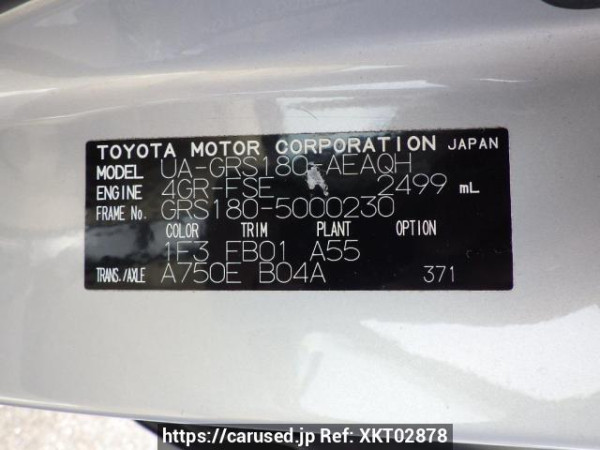 TOYOTA MOTOR CORPORATION JAPAN
MODEL UA-GRS180-AEAQH
ENGINE 4GR-FSE 2499 mL
FRAME No. GRS180-5000230
COLOR TRIM PLANT OPTION
1F3 FB01 A55
TRANS./AXLE A750E B04A 371
https://carused.jp Ref: XKT02878